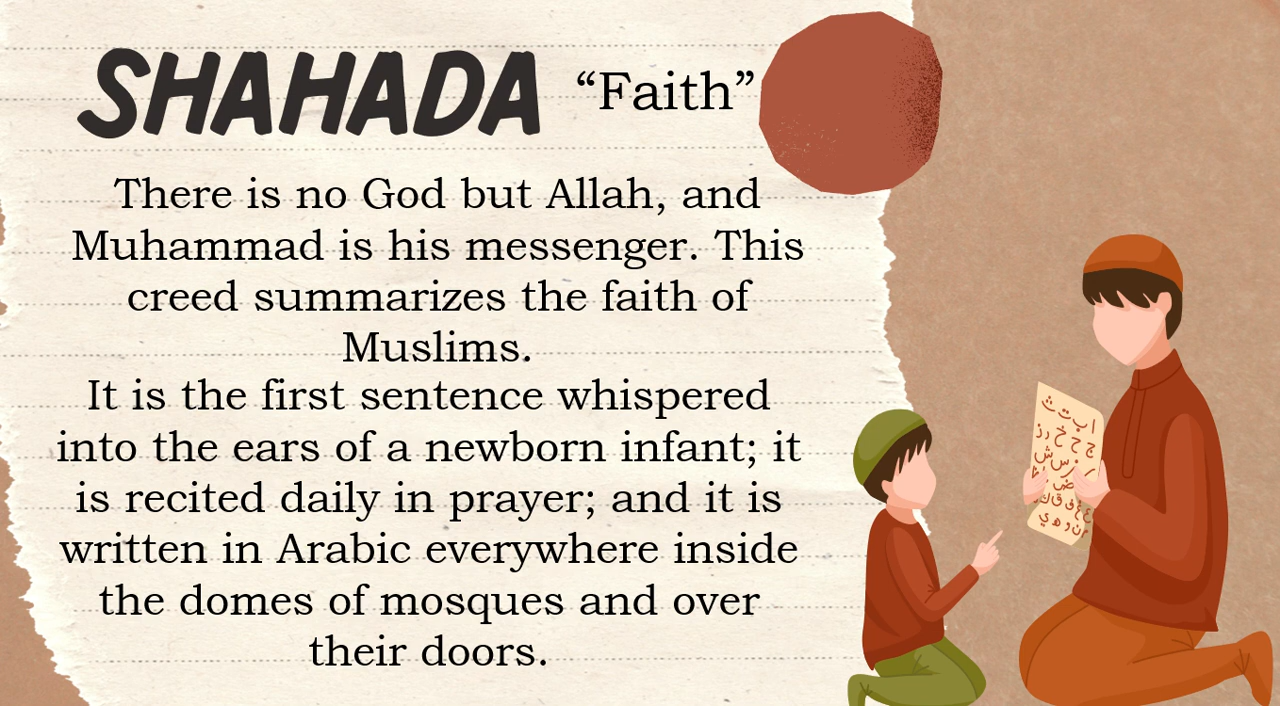 SHAHADA “Faith”
There is no God but Allah, and
Muhammad is his messenger. This
creed summarizes the faith of
Muslims.
It is the first sentence whispered
into the ears of a newborn infant; it
is recited daily in prayer; and it is
written in Arabic everywhere inside
the domes of mosques and over
their doors.
ا ب ت ث
ج ح خ ر ز
س ش
ض
ق ك
ن و ه ي